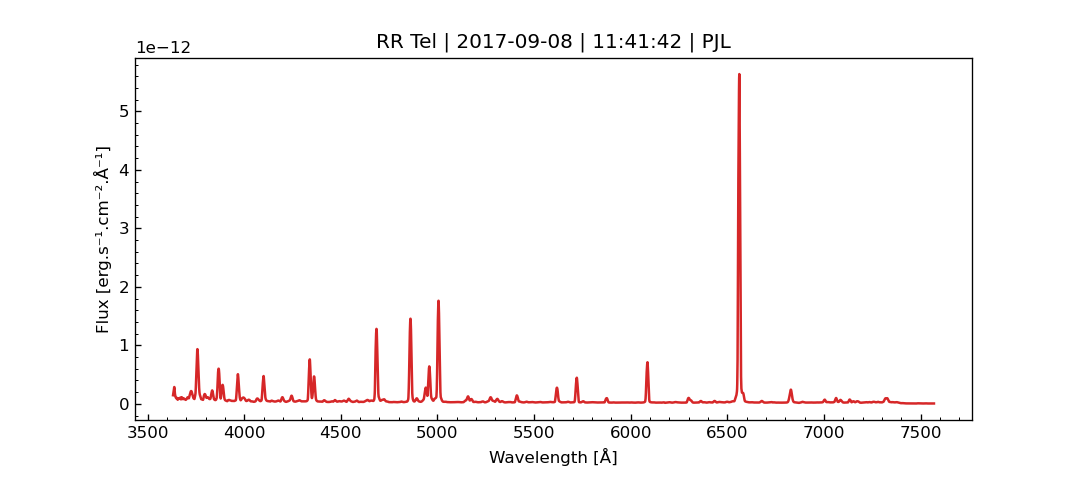 RR Tel | 2017-09-08 | 11:41:42 | PJL
1e−12
5
4
3
2
1
0
Flux [erg.s⁻¹.cm⁻².Å⁻¹]
3500 4000 4500 5000 5500 6000 6500 7000 7500
Wavelength [Å]